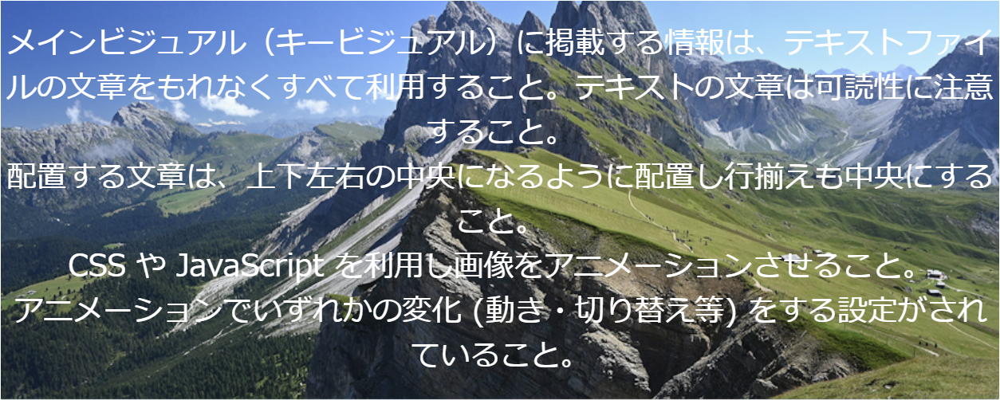 メインビジュアル（キービジュアル）に掲載する情報は、テキストファイ
ルの文章をもれなくすべて利用すること。テキストの文章は可読性に注意
すること。
配置する文章は、上下左右の中央になるように配置し行揃えも中央にする
こと。
CSS や JavaScript を利用し画像をアニメーションさせること。
アニメーションでいずれかの変化 (動き・切り替え等) をする設定がされ
ていること。